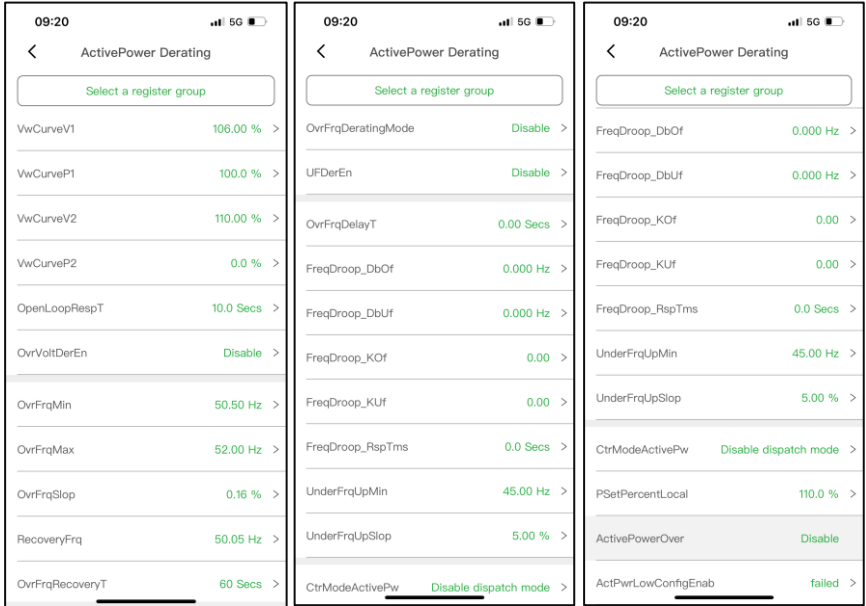 09:20 5G
ActivePower Derating
Select a register group
VwCurveV1 106.00 % >
VwCurveP1 100.0 % >
VwCurveV2 110.00 % >
VwCurveP2 0.0 % >
OpenLoopRespT 10.0 Secs >
OvrVoltDerEn Disable >
OvrFrqMin 50.50 Hz >
OvrFrqMax 52.00 Hz >
OvrFrqSlop 0.16 % >
RecoveryFrq 50.05 Hz >
OvrFrqRecoveryT 60 Secs >
09:20 5G
ActivePower Derating
Select a register group
OvrFrqDeratingMode Disable >
UFDerEn Disable >
OvrFrqDelayT 0.00 Secs >
FreqDroop_DbOf 0.000 Hz >
FreqDroop_DbUf 0.000 Hz >
FreqDroop_KOf 0.00 >
FreqDroop_KUf 0.00 >
FreqDroop_RspTms 0.0 Secs >
UnderFrqUpMin 45.00 Hz >
UnderFrqUpSlop 5.00 % >
CtrModeActivePw Disable dispatch mode >
09:20 5G
ActivePower Derating
Select a register group
FreqDroop_DbOf 0.000 Hz >
FreqDroop_DbUf 0.000 Hz >
FreqDroop_KOf 0.00 >
FreqDroop_KUf 0.00 >
FreqDroop_RspTms 0.0 Secs >
UnderFrqUpMin 45.00 Hz >
UnderFrqUpSlop 5.00 % >
CtrModeActivePw Disable dispatch mode >
PSetPercentLocal 110.0 % >
ActivePowerOver Disable
ActPwrLowConfigEnab failed >